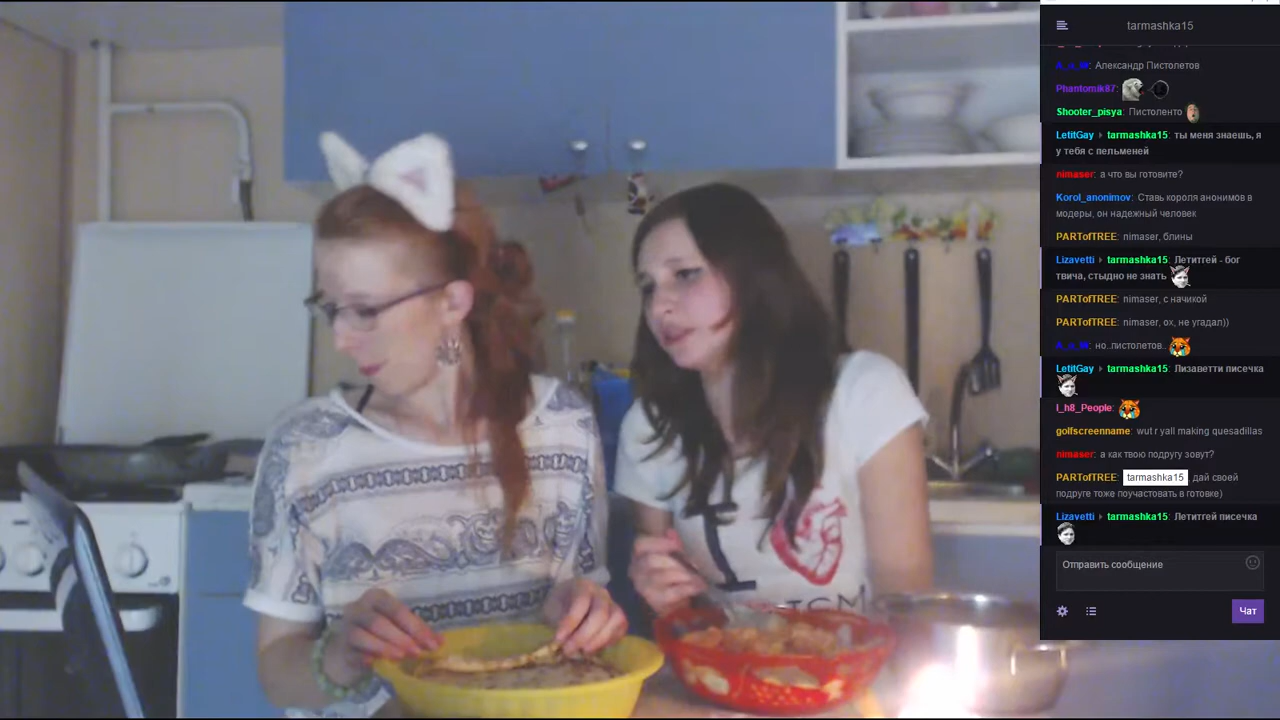 tarmashka15
Александр Пистолетов
Phantomik87:
Shooter_pisya: Пистоленто
LetitGay ▸ tarmashka15: ты меня знаешь, я
у тебя с пельменей
nimaser: а что вы готовите?
Korol_anonimov: Ставь короля анонимов в
модеры, он надежный человек
PARTofTREE: nimaser, блины
Lizavetti ▸ tarmashka15: Летитгей - бог
твича, стыдно не знать
PARTofTREE: nimaser, с начикой
PARTofTREE: nimaser, ох, не угадал))
но..пистолетов..
LetitGay ▸ tarmashka15: Лизаветти писечка
I_h8_People:
golfscreenname: wut r yall making quesadillas
nimaser: а как твою подругу зовут?
PARTofTREE: tarmashka15 дай своей
подруге тоже поучаствовать в готовке)
Lizavetti ▸ tarmashka15: Летитгей писечка
Отправить сообщение
Чат
I